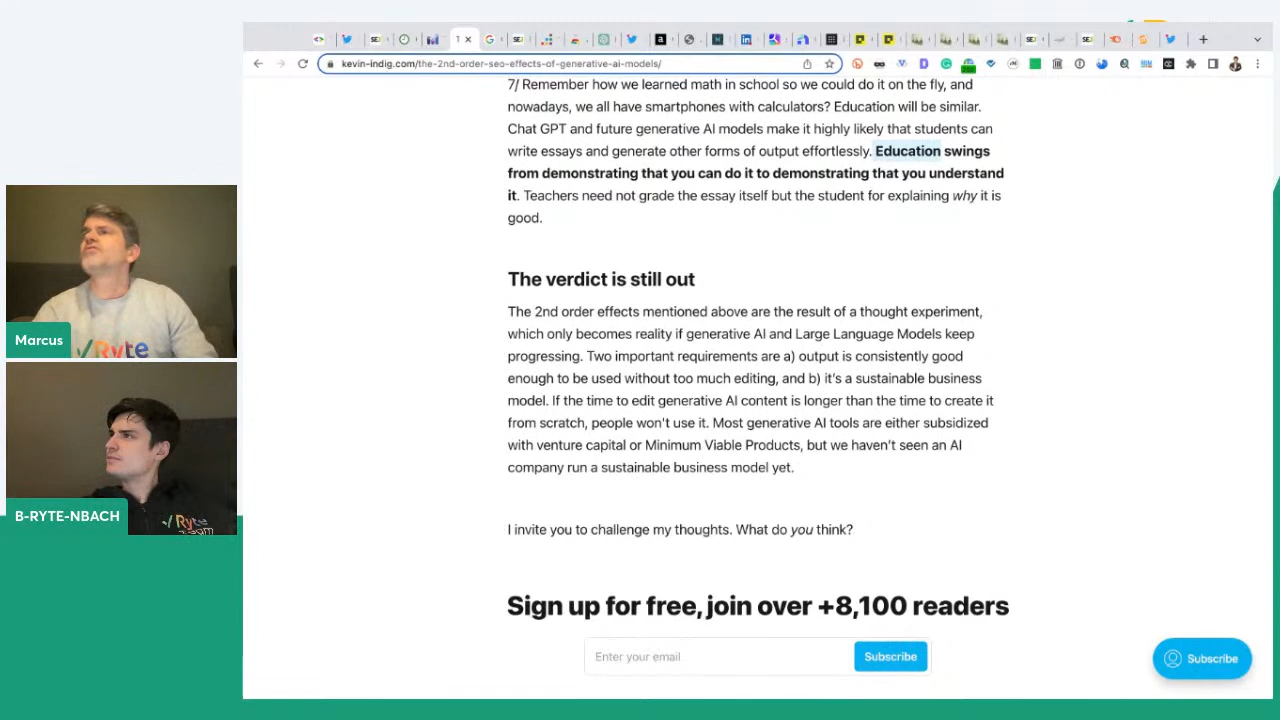 kevin-indig.com/the-2nd-order-seo-effects-of-generative-ai-models/
7/ Remember how we learned math in school so we could do it on the fly, and
nowadays, we all have smartphones with calculators? Education will be similar.
Chat GPT and future generative AI models make it highly likely that students can
write essays and generate other forms of output effortlessly. Education swings
from demonstrating that you can do it to demonstrating that you understand
it. Teachers need not grade the essay itself but the student for explaining why it is
good.
The verdict is still out
The 2nd order effects mentioned above are the result of a thought experiment,
which only becomes reality if generative AI and Large Language Models keep
progressing. Two important requirements are a) output is consistently good
enough to be used without too much editing, and b) it's a sustainable business
model. If the time to edit generative AI content is longer than the time to create it
from scratch, people won't use it. Most generative AI tools are either subsidized
with venture capital or Minimum Viable Products, but we haven't seen an AI
company run a sustainable business model yet.
I invite you to challenge my thoughts. What do you think?
Sign up for free, join over +8,100 readers
Enter your email
Subscribe
Subscribe
Marcus
Ryte
B-RYTE-NBACH
Ryte